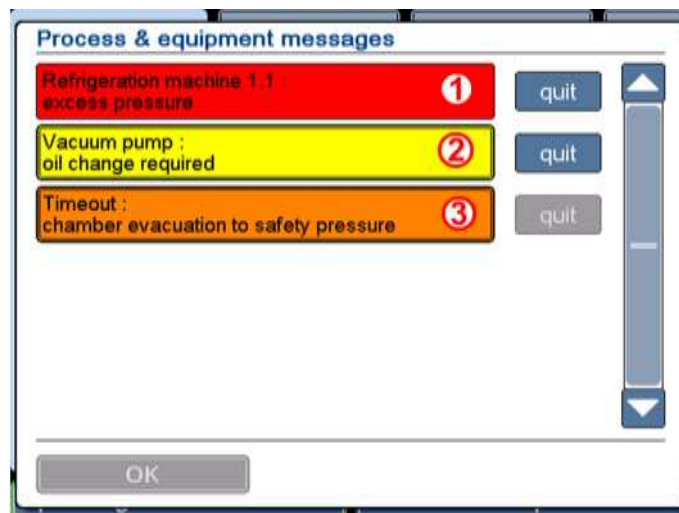 Process & equipment messages
Refrigeration machine 1.1 :
excess pressure
1
quit
Vacuum pump :
oil change required
2
quit
Timeout :
chamber evacuation to safety pressure
3
quit
OK